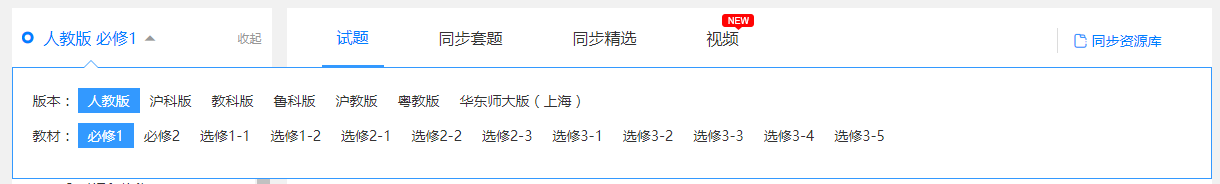 人教版 必修1 收起 试题 同步套题 同步精选 视频 NEW 同步资源库
版本： 人教版 沪科版 教科版 鲁科版 沪教版 粤教版 华东师大版（上海）
教材： 必修1 必修2 选修1-1 选修1-2 选修2-1 选修2-2 选修2-3 选修3-1 选修3-2 选修3-3 选修3-4 选修3-5